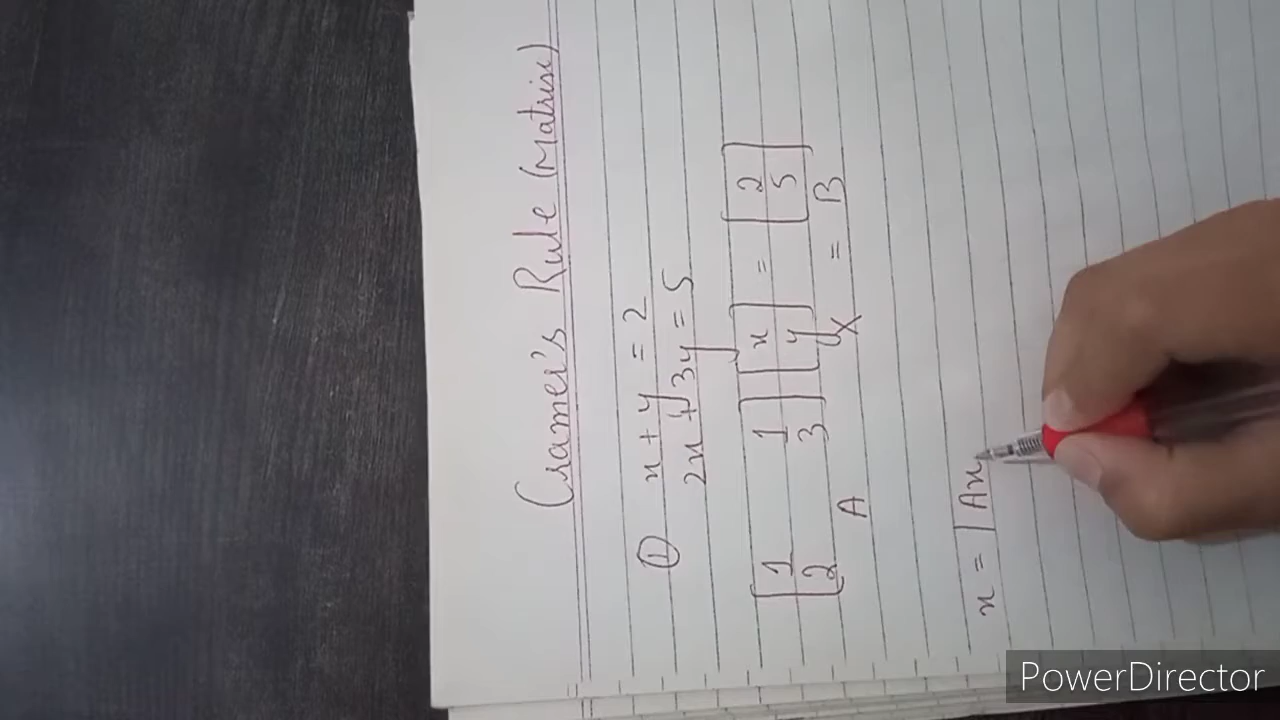 Cramer's Rule (Matrix)
① x + y = 2
2x + 3y = 5
[1 1] [x] = [2]
[2 3] [y] [5]
A X = B
x = |Ax
PowerDirector